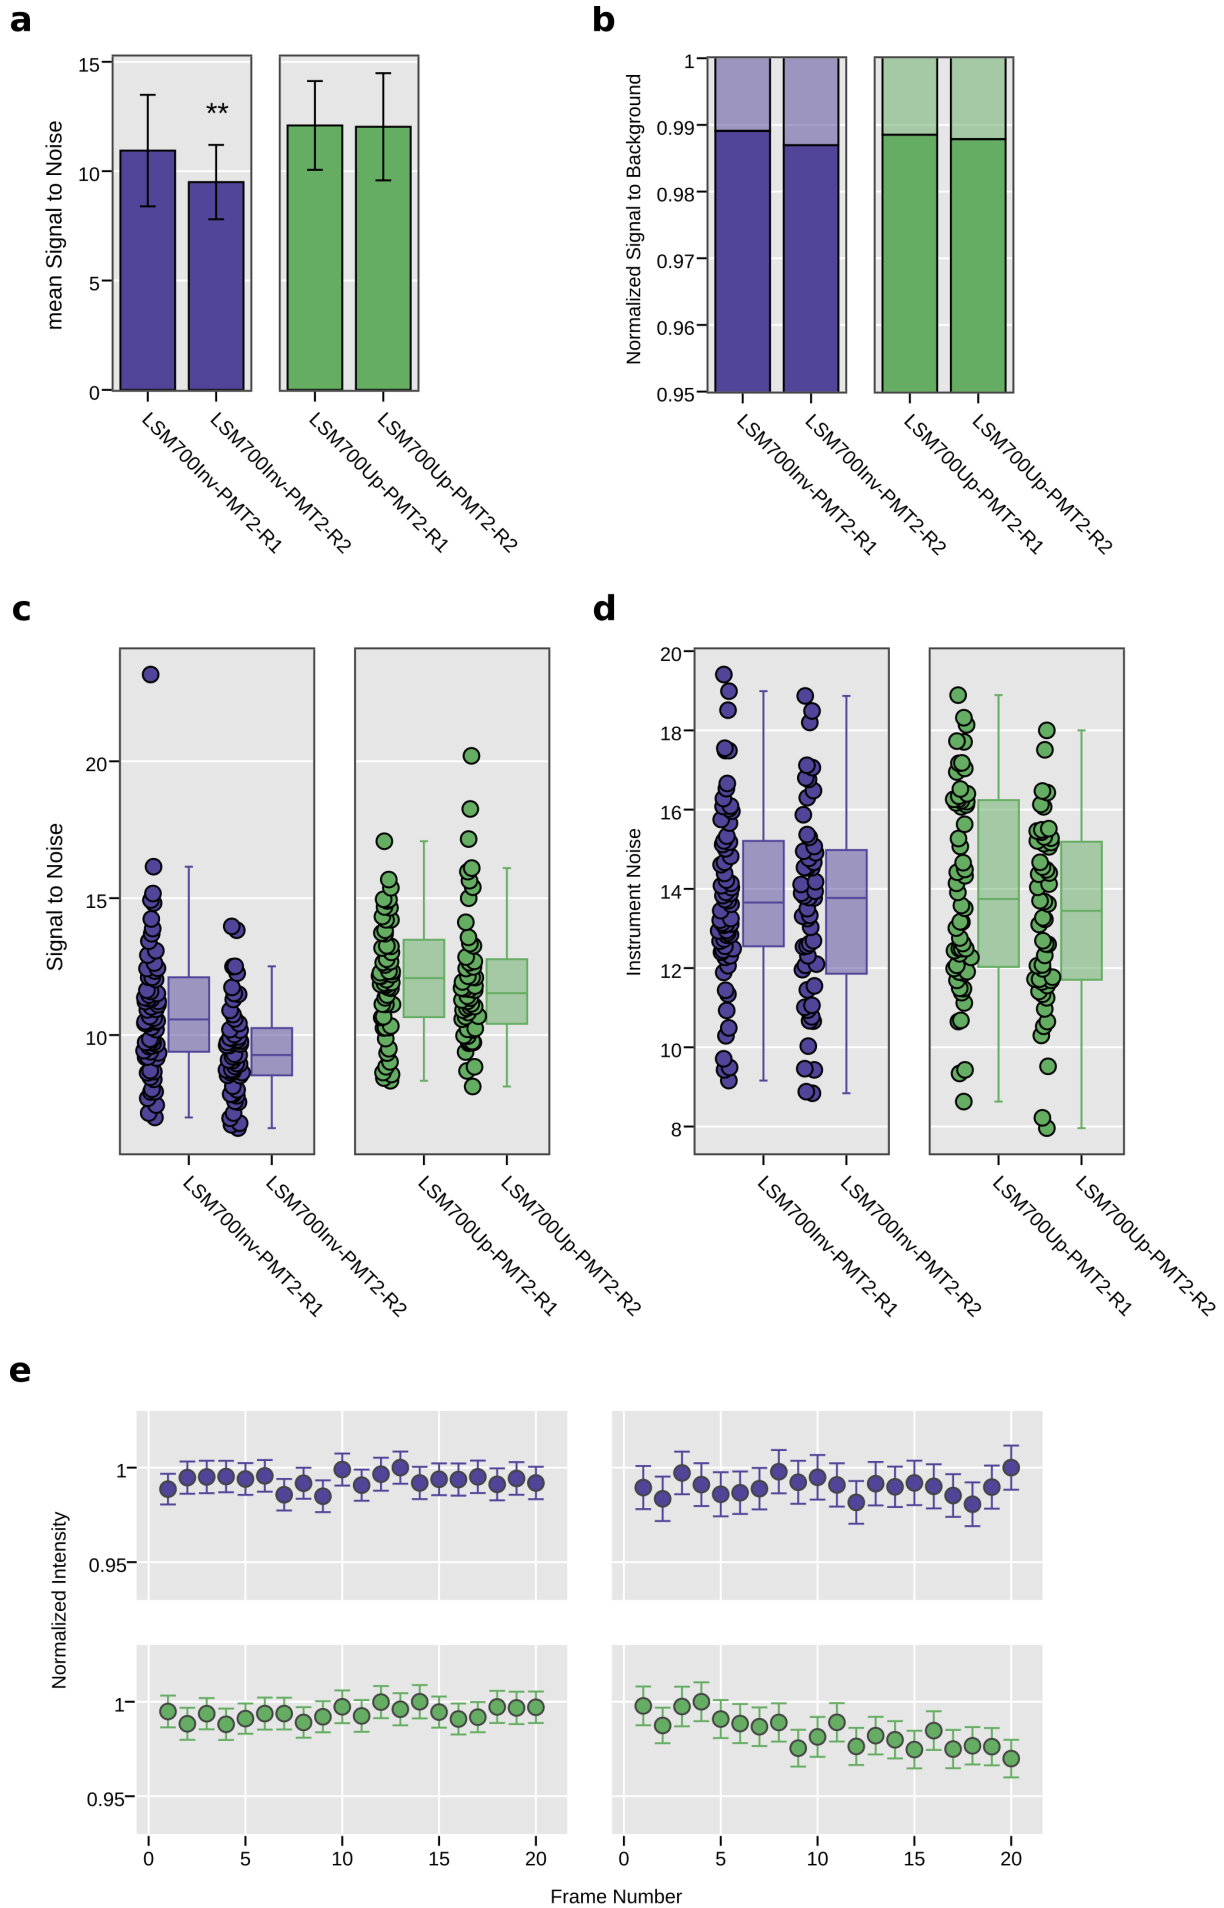 a
15
10
5
0
mean Signal to Noise
**
LSM700Inv-PMT2-R1
LSM700Inv-PMT2-R2
LSM700Up-PMT2-R1
LSM700Up-PMT2-R2
b
1
0.99
0.98
0.97
0.96
0.95
Normalized Signal to Background
LSM700Inv-PMT2-R1
LSM700Inv-PMT2-R2
LSM700Up-PMT2-R1
LSM700Up-PMT2-R2
c
20
15
10
Signal to Noise
LSM700Inv-PMT2-R1
LSM700Inv-PMT2-R2
LSM700Up-PMT2-R1
LSM700Up-PMT2-R2
d
20
18
16
14
12
10
8
Instrument Noise
LSM700Inv-PMT2-R1
LSM700Inv-PMT2-R2
LSM700Up-PMT2-R1
LSM700Up-PMT2-R2
e
Normalized Intensity
1
0.95
1
0.95
0 5 10 15 20 0 5 10 15 20
Frame Number